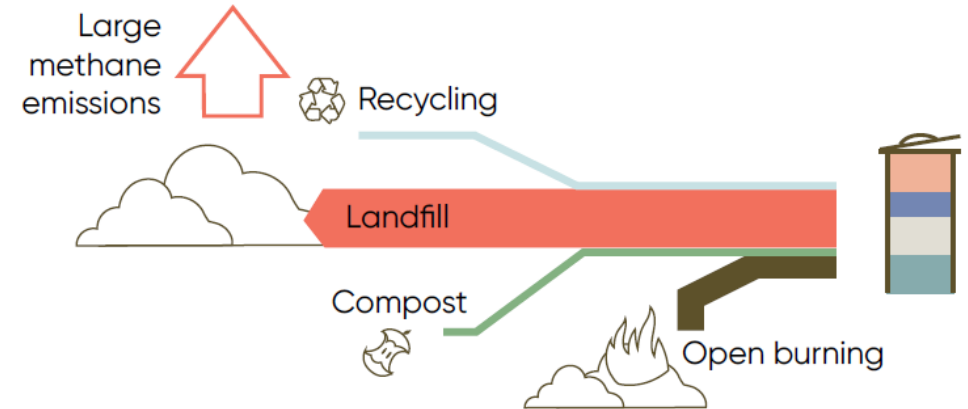 Large
methane
emissions
Recycling
Landfill
Compost
Open burning